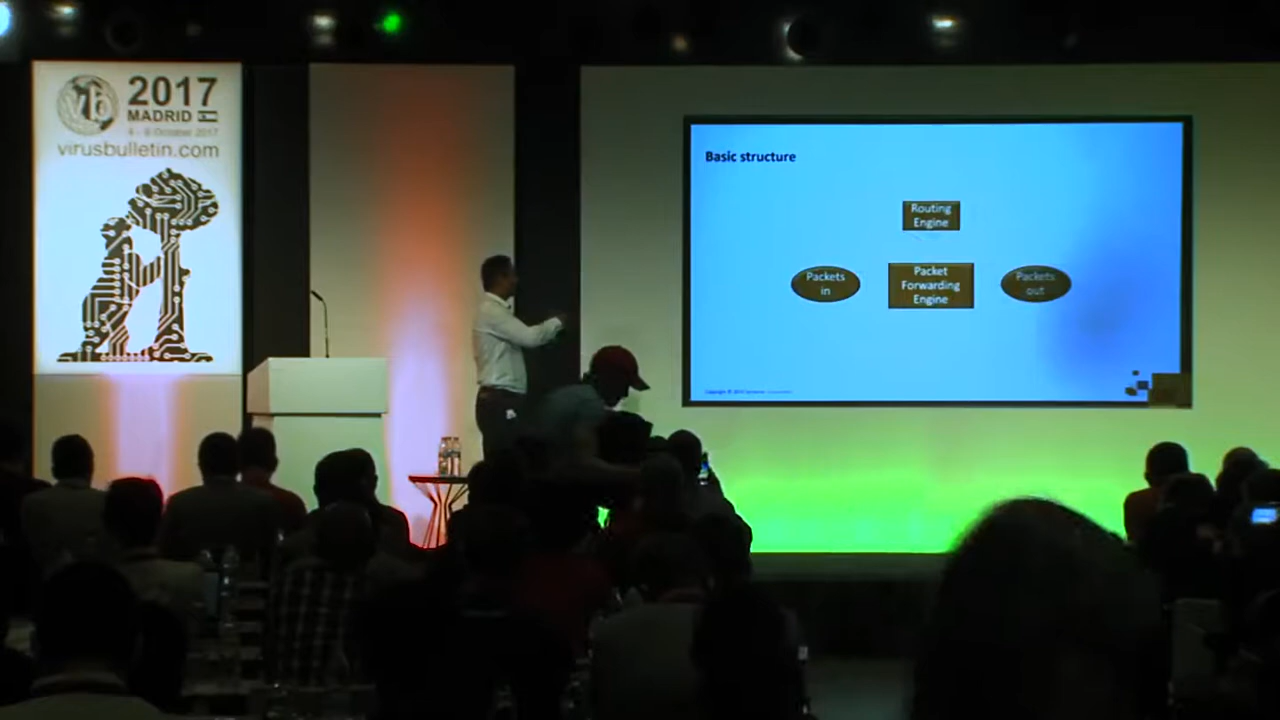 vb
2017
MADRID
4 - 6 October 2017
virusbulletin.com
Basic structure
Routing
Engine
Packets
in
Packet
Forwarding
Engine
Packets
out